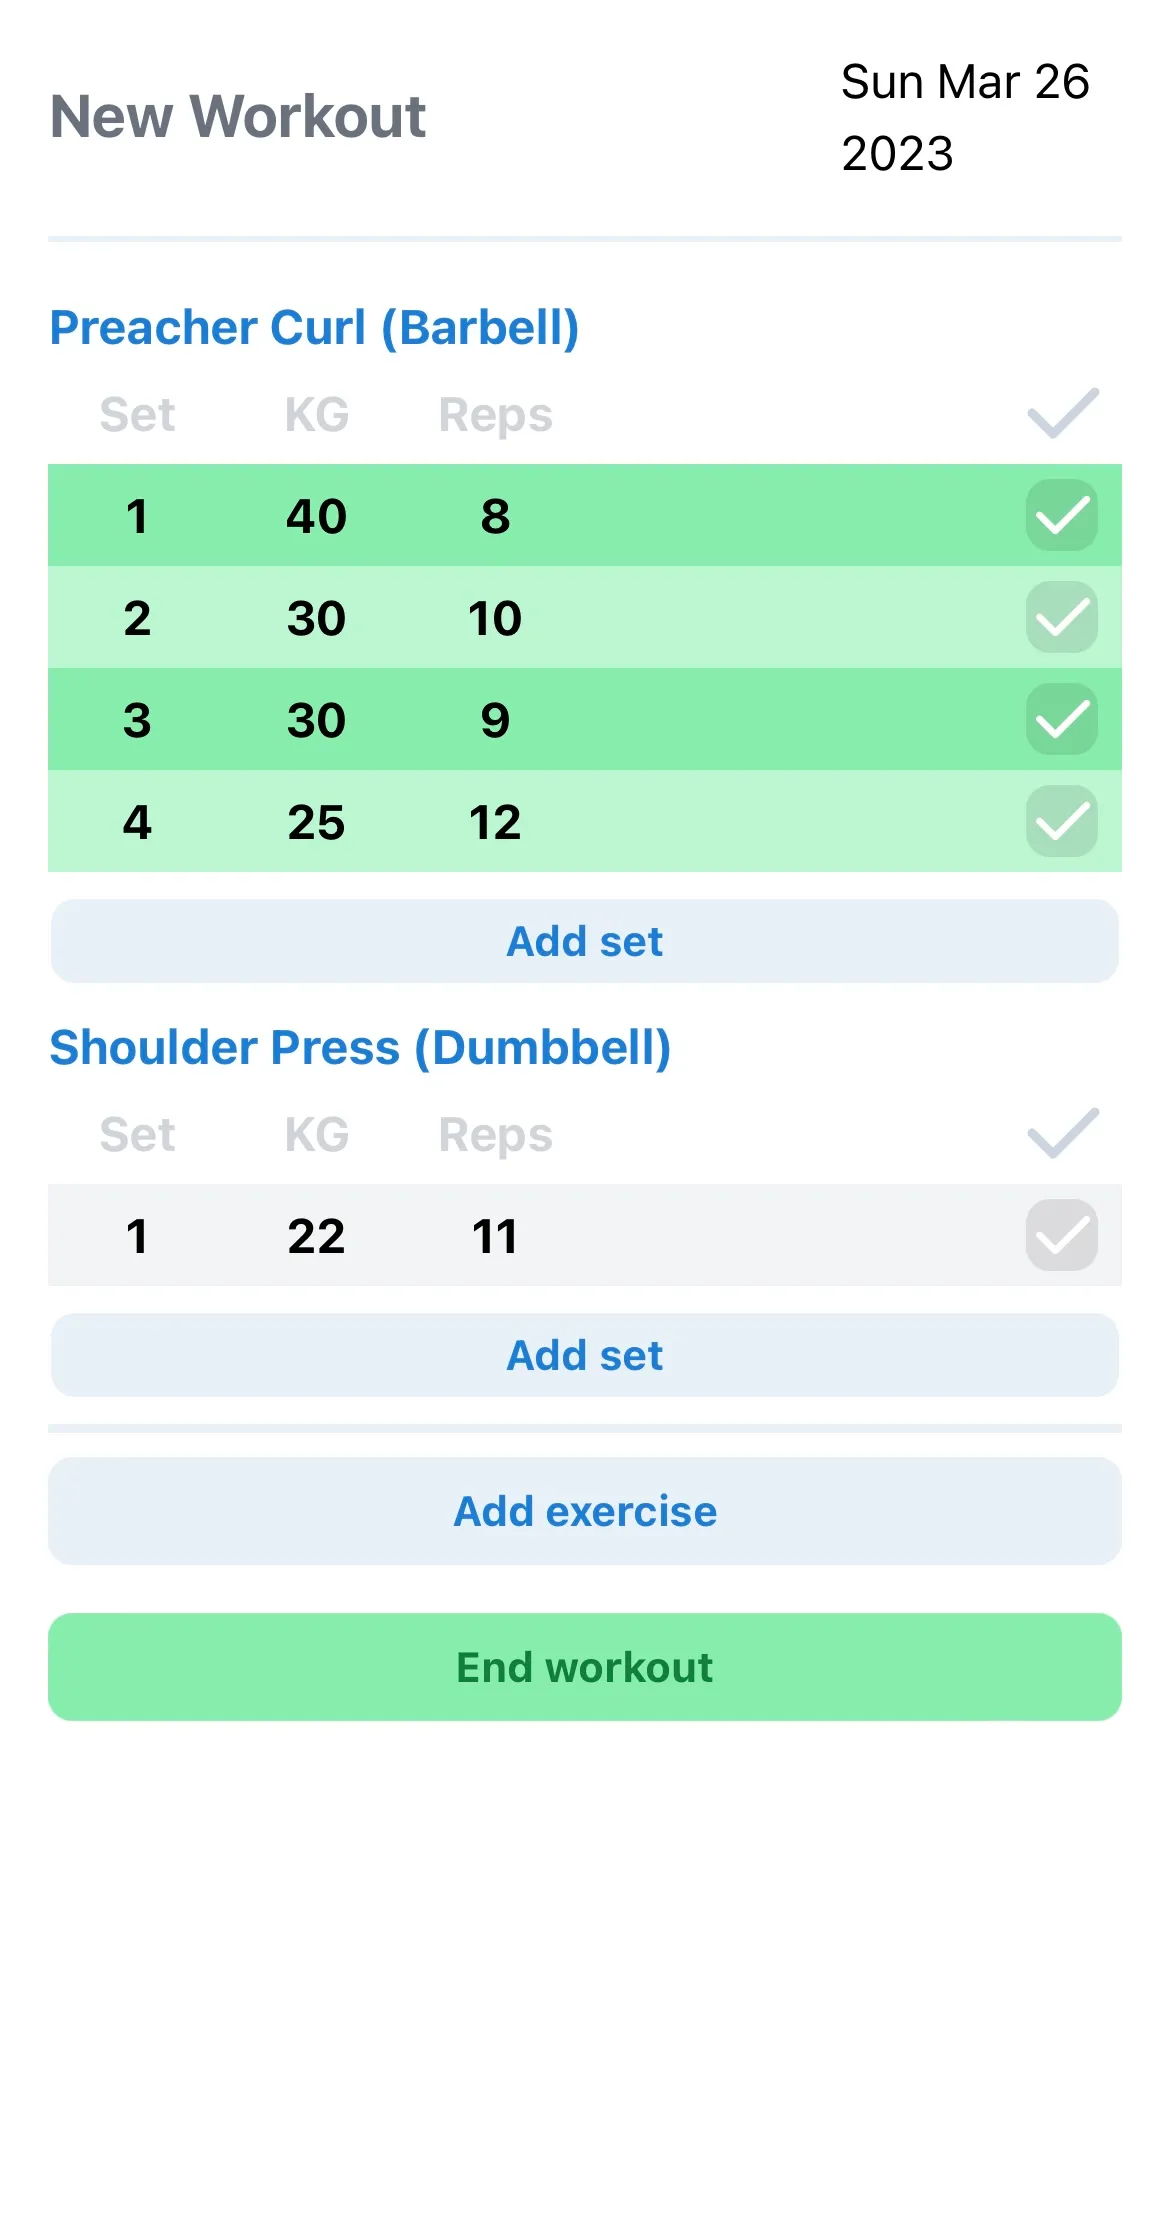 New Workout
Sun Mar 26
2023
Preacher Curl (Barbell)
Set KG Reps
1 40 8
2 30 10
3 30 9
4 25 12
Add set
Shoulder Press (Dumbbell)
Set KG Reps
1 22 11
Add set
Add exercise
End workout